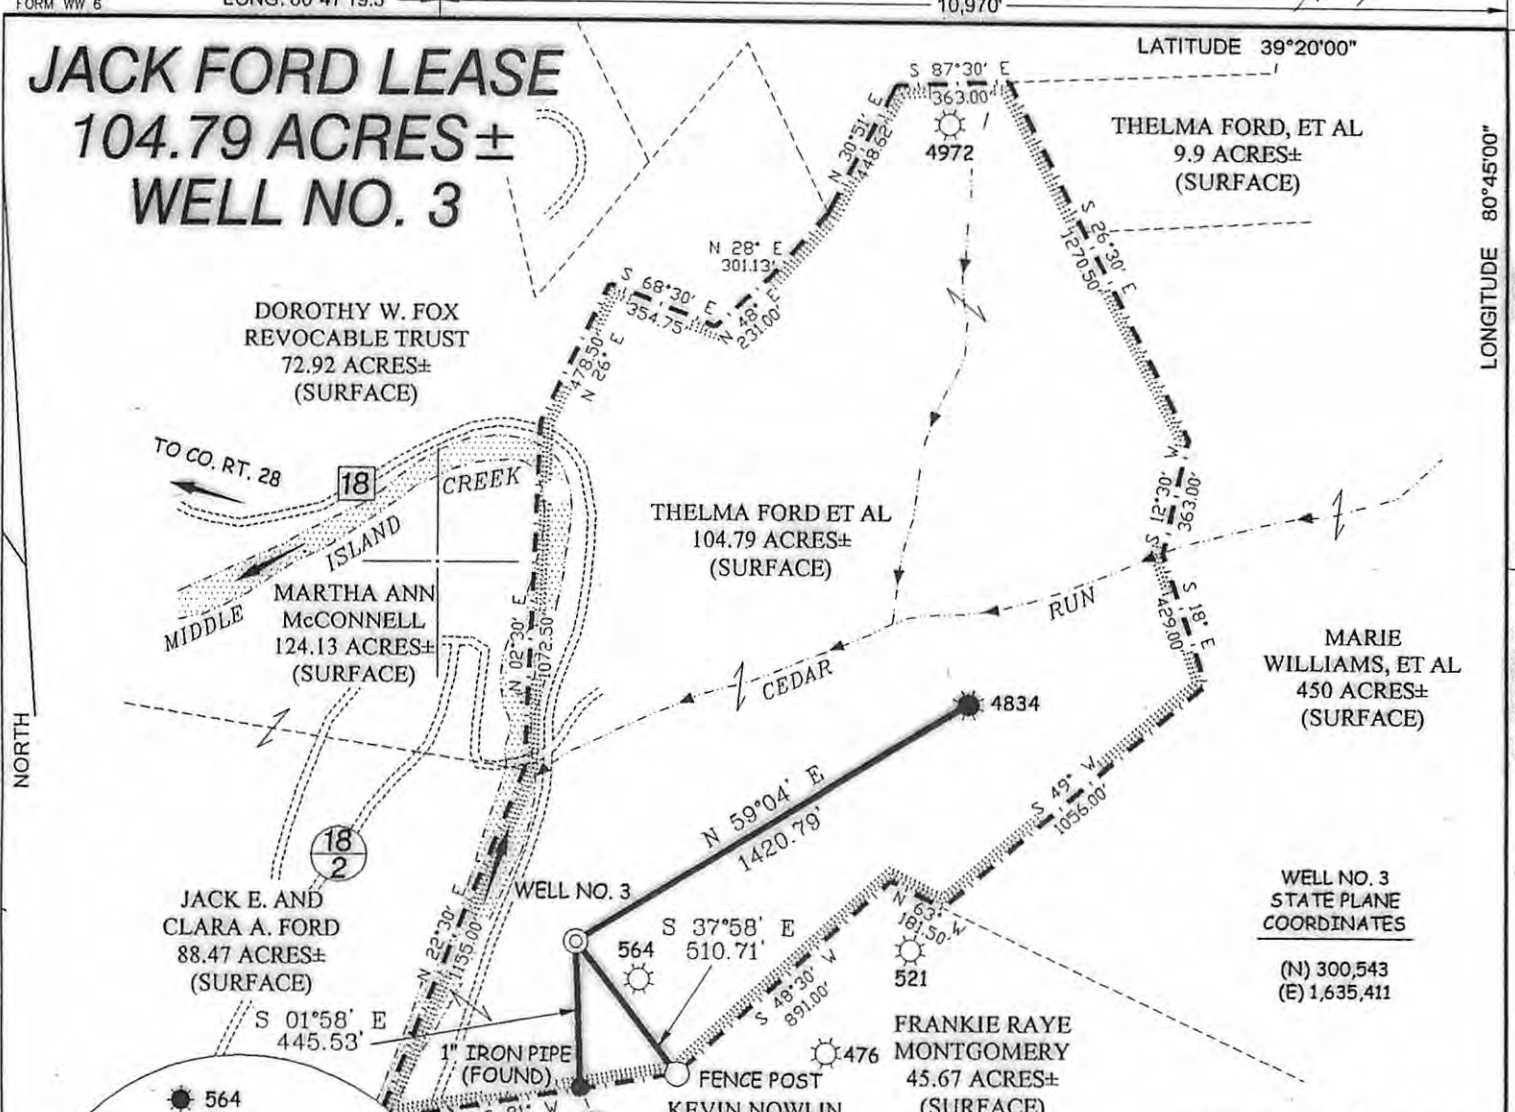 FORM WW 6
10,970'
JACK FORD LEASE
104.79 ACRES±
WELL NO. 3
LATITUDE 39°20'00"
LONGITUDE 80°45'00"
S 87°30' E
363.00'
4972
THELMA FORD, ET AL
9.9 ACRES±
(SURFACE)
N 30°51' E
448.62'
N 28° E
301.13'
S 26°30' E
1270.50'
S 68°30' E
354.75'
N 48° E
231.00'
DOROTHY W. FOX
REVOCABLE TRUST
72.92 ACRES±
(SURFACE)
478.50'
N 26° E
TO CO. RT. 28
18
MIDDLE ISLAND CREEK
THELMA FORD ET AL
104.79 ACRES±
(SURFACE)
S 12°30' W
363.00'
MARTHA ANN
McCONNELL
124.13 ACRES±
(SURFACE)
N 02°30' E
1072.50'
CEDAR RUN
S 18° E
429.00'
MARIE
WILLIAMS, ET AL
450 ACRES±
(SURFACE)
NORTH
4834
N 59°04' E
1420.79'
S 49° W
1056.00'
18
2
WELL NO. 3
JACK E. AND
CLARA A. FORD
88.47 ACRES±
(SURFACE)
N 22°30' E
1155.00'
S 37°58' E
510.71'
564
N 63° W
181.50'
521
WELL NO. 3
STATE PLANE
COORDINATES
(N) 300,543
(E) 1,635,411
S 48°30' W
891.00'
S 01°58' E
445.53'
1" IRON PIPE
(FOUND)
476
FRANKIE RAYE
MONTGOMERY
45.67 ACRES±
(SURFACE)
FENCE POST
KEVIN NOWLIN
564